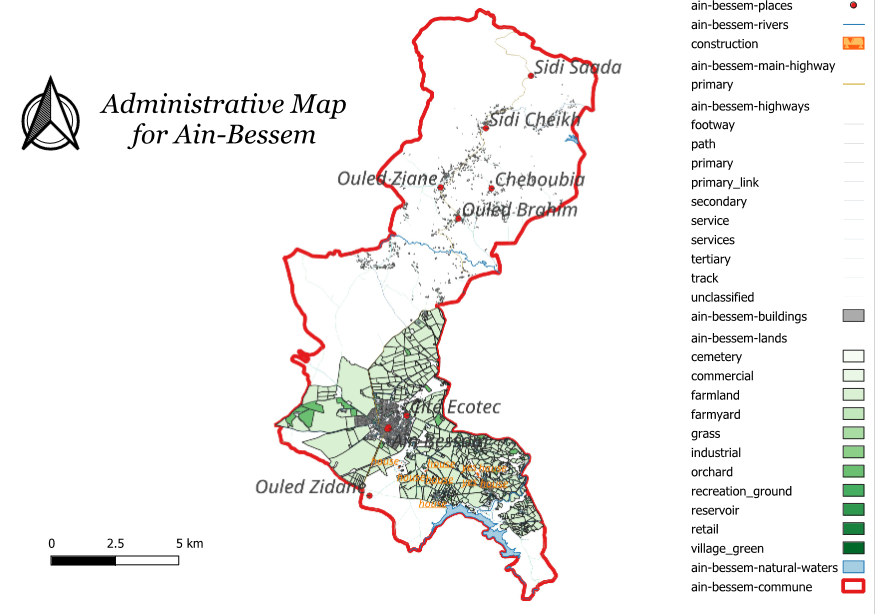 Administrative Map
for Ain-Bessem
Sidi Saada
Sidi Cheikh
Ouled Ziane
Cheboubia
Ouled Brahim
Cité Ecotec
Ain Bessem
house
house
Ouled Zidane
house
0 2.5 5 km
ain-bessem-places
ain-bessem-rivers
construction
ain-bessem-main-highway
primary
ain-bessem-highways
footway
path
primary
primary_link
secondary
service
services
tertiary
track
unclassified
ain-bessem-buildings
ain-bessem-lands
cemetery
commercial
farmland
farmyard
grass
industrial
orchard
recreation_ground
reservoir
retail
village_green
ain-bessem-natural-waters
ain-bessem-commune